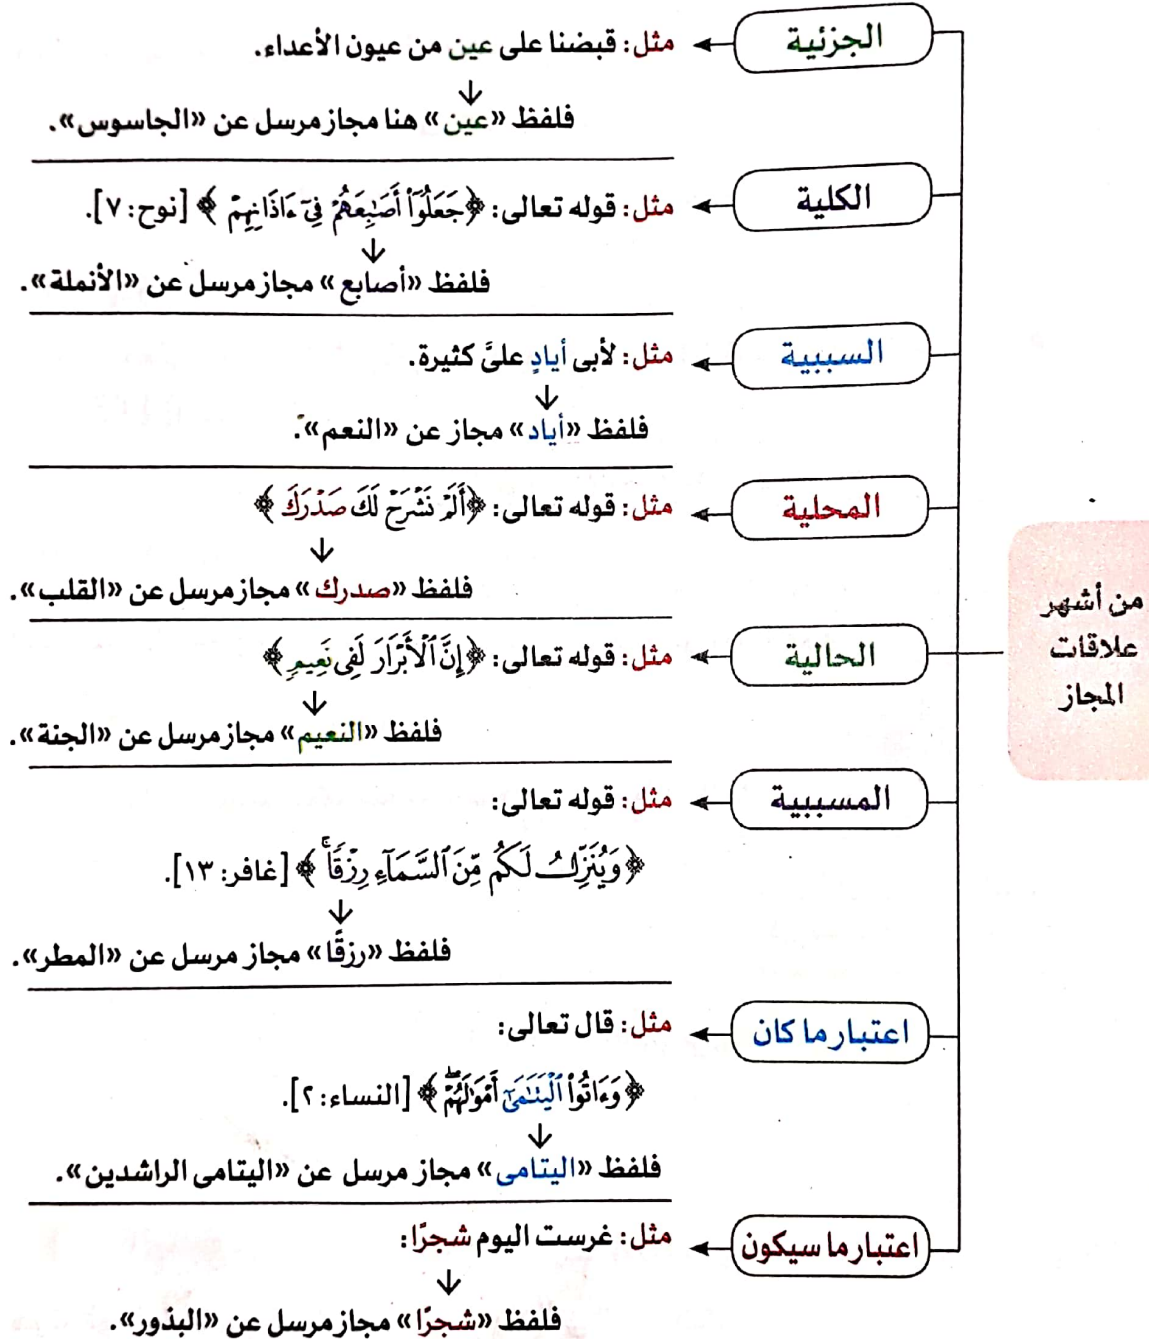 من أشهر
علاقات
المجاز
الجزئية
مثل: قبضنا على عين من عيون الأعداء.
فلفظ «عين» هنا مجاز مرسل عن «الجاسوس».
الكلية
مثل: قوله تعالى: ﴿جَعَلُوٓاْ أَصَٰبِعَهُمۡ فِيٓ ءَاذَانِهِمۡ﴾ [نوح: ٧].
فلفظ «أصابع» مجاز مرسل عن «الأنملة».
السببية
مثل: لأبى أيادٍ علىَّ كثيرة.
فلفظ «أياد» مجاز عن «النعم».
المحلية
مثل: قوله تعالى: ﴿أَلَمۡ نَشۡرَحۡ لَكَ صَدۡرَكَ﴾
فلفظ «صدرك» مجاز مرسل عن «القلب».
الحالية
مثل: قوله تعالى: ﴿إِنَّ ٱلۡأَبۡرَارَ لَفِى نَعِيمٖ﴾
فلفظ «النعيم» مجاز مرسل عن «الجنة».
المسببية
مثل: قوله تعالى:
﴿وَيُنَزِّلُ لَكُم مِّنَ ٱلسَّمَآءِ رِزۡقٗاۚ﴾ [غافر: ١٣].
فلفظ «رزقًا» مجاز مرسل عن «المطر».
اعتبار ما كان
مثل: قال تعالى:
﴿وَءَاتُواْ ٱلۡيَتَٰمَىٰٓ أَمۡوَٰلَهُمۡۖ﴾ [النساء: ٢].
فلفظ «اليتامى» مجاز مرسل عن «اليتامى الراشدين».
اعتبار ما سيكون
مثل: غرست اليوم شجرًا:
فلفظ «شجرًا» مجاز مرسل عن «البذور».